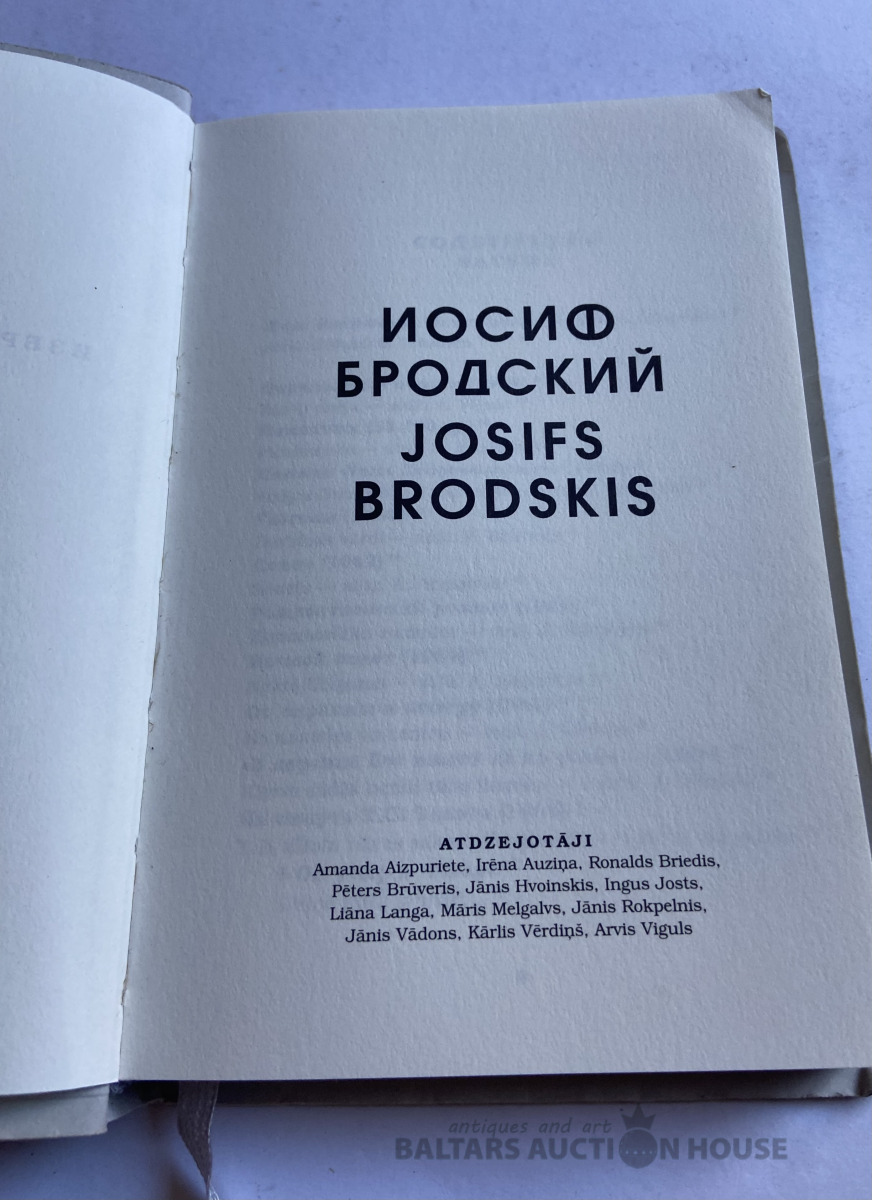 ИОСИФ
БРОДСКИЙ
JOSIFS
BRODSKIS
ATDZEJOTĀJI
Amanda Aizpuriete, Irēna Auziņa, Ronalds Briedis,
Pēters Brūveris, Jānis Hvoinskis, Ingus Josts,
Liāna Langa, Māris Melgalvs, Jānis Rokpelnis,
Jānis Vādons, Kārlis Vērdiņš, Arvis Viguls
antiques and art
BALTARS AUCTION HOUSE